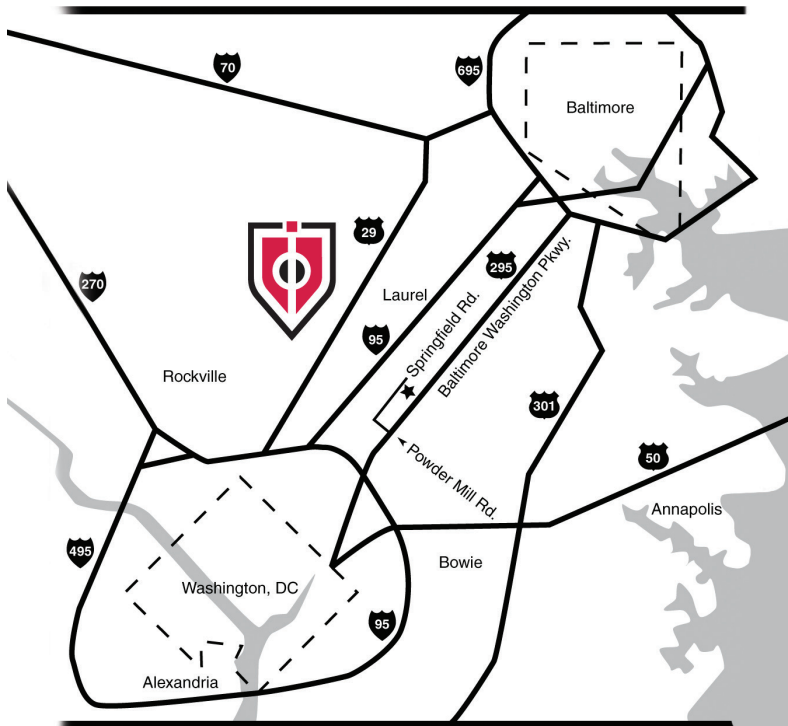 70
695
Baltimore
29
295
270
Laurel
Springfield Rd.
Baltimore Washington Pkwy.
95
Rockville
301
50
Powder Mill Rd.
Annapolis
495
Bowie
Washington, DC
95
Alexandria